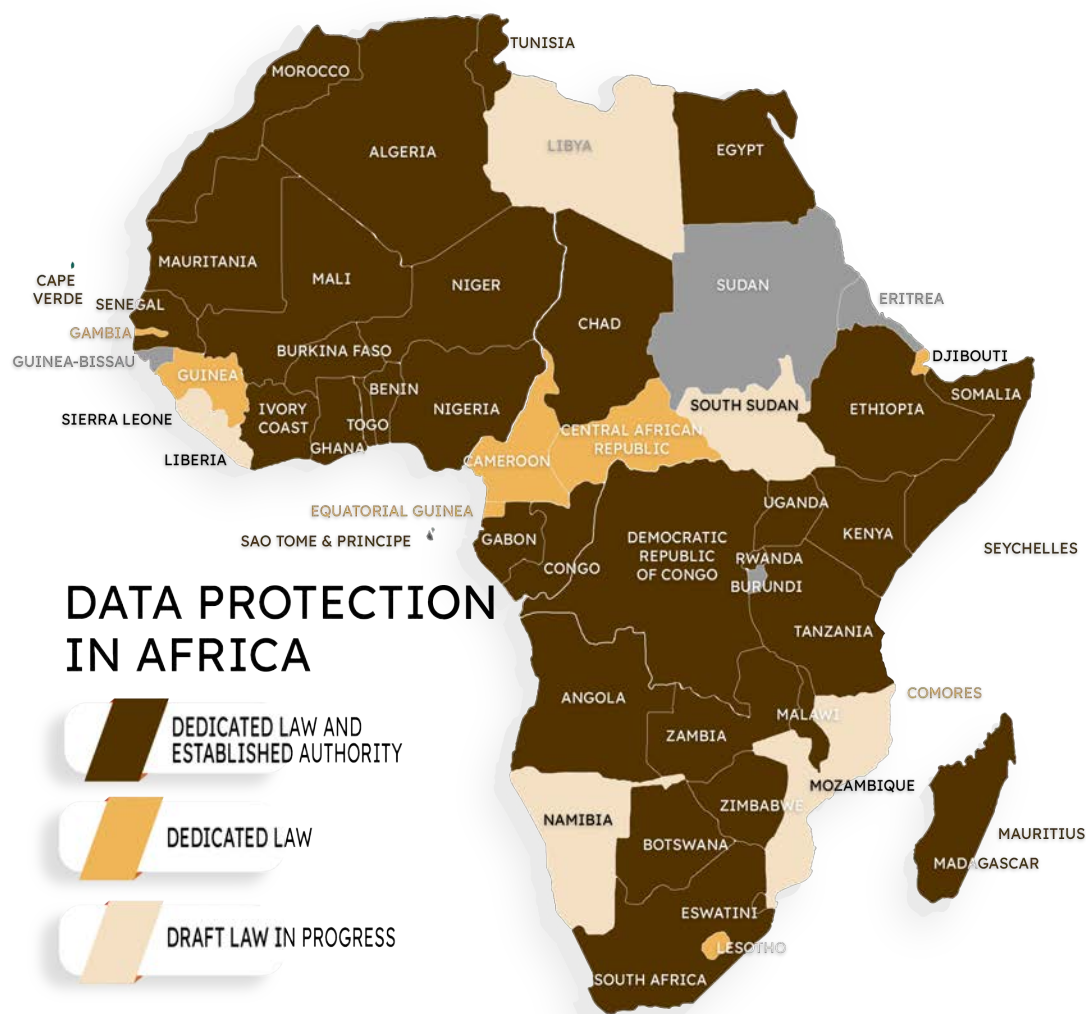 TUNISIA
MOROCCO
ALGERIA
LIBYA
EGYPT
MAURITANIA
MALI
NIGER
CHAD
SUDAN
ERITREA
CAPE
VERDE
SENEGAL
GAMBIA
GUINEA-BISSAU
GUINEA
BURKINA FASO
BENIN
NIGERIA
DJIBOUTI
SOMALIA
ETHIOPIA
SOUTH SUDAN
SIERRA LEONE
IVORY
COAST
TOGO
GHANA
CENTRAL AFRICAN
REPUBLIC
CAMEROON
LIBERIA
EQUATORIAL GUINEA
SAO TOME & PRINCIPE
GABON
CONGO
DEMOCRATIC
REPUBLIC
OF CONGO
UGANDA
KENYA
RWANDA
BURUNDI
SEYCHELLES
TANZANIA
DATA PROTECTION
IN AFRICA
COMORES
ANGOLA
MALAWI
ZAMBIA
MOZAMBIQUE
NAMIBIA
ZIMBABWE
BOTSWANA
MAURITIUS
MADAGASCAR
ESWATINI
LESOTHO
SOUTH AFRICA
DEDICATED LAW AND
ESTABLISHED AUTHORITY
DEDICATED LAW
DRAFT LAW IN PROGRESS